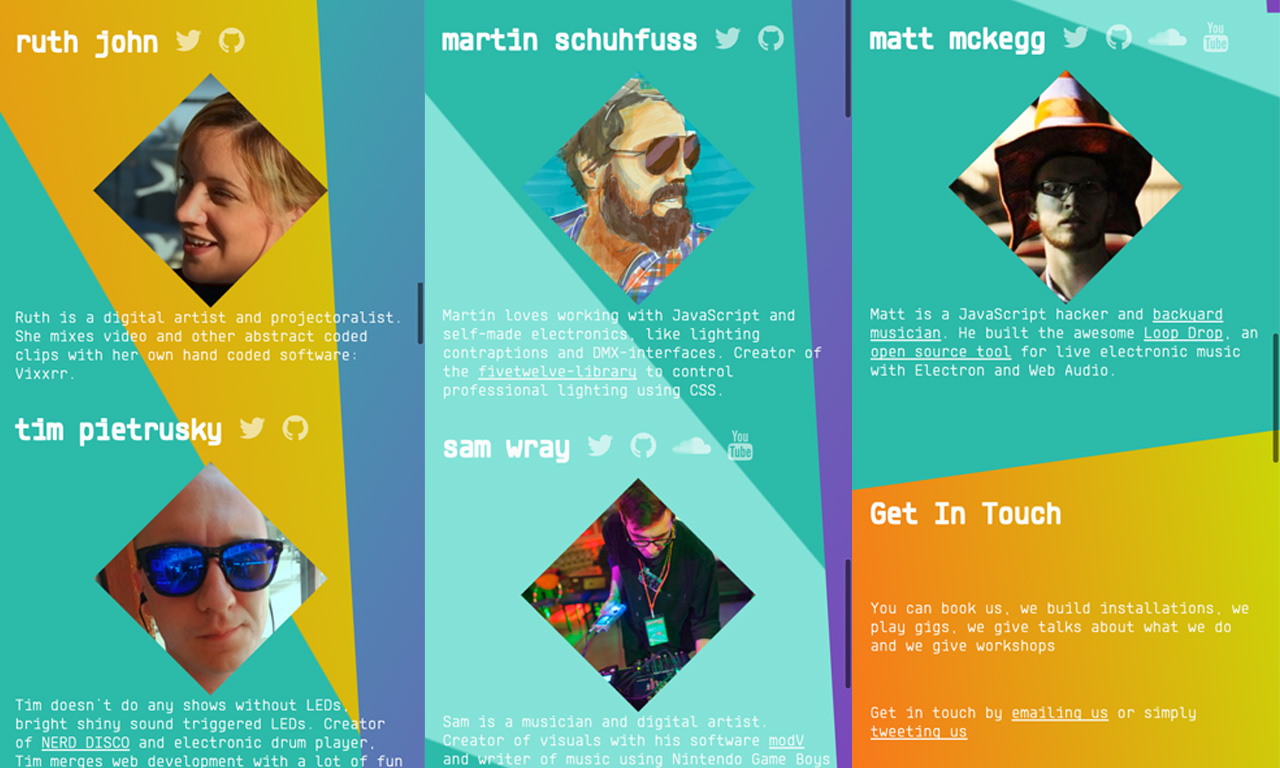 ruth john
Ruth is a digital artist and projectoralist.
She mixes video and other abstract coded
clips with her own hand coded software:
Vixxrr.
tim pietrusky
Tim doesn't do any shows without LEDs,
bright shiny sound triggered LEDs. Creator
of NERD DISCO and electronic drum player,
Tim merges web development with a lot of fun
martin schuhfuss
Martin loves working with JavaScript and
self-made electronics, like lighting
contraptions and DMX-interfaces. Creator of
the fivetwelve-library to control
professional lighting using CSS.
sam wray
You
Tube
Sam is a musician and digital artist.
Creator of visuals with his software modV
and writer of music using Nintendo Game Boys
matt mckegg
You
Tube
Matt is a JavaScript hacker and backyard
musician. He built the awesome Loop Drop, an
open source tool for live electronic music
with Electron and Web Audio.
Get In Touch
You can book us, we build installations, we
play gigs, we give talks about what we do
and we give workshops
Get in touch by emailing us or simply
tweeting us